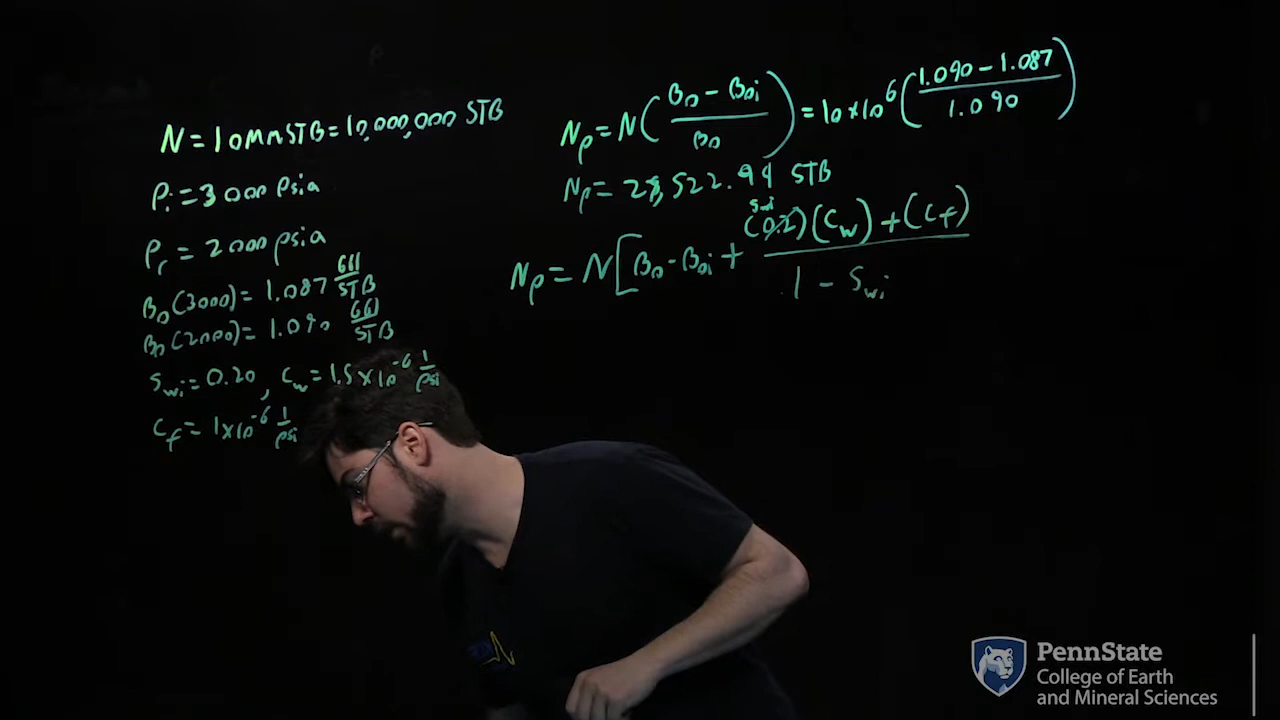 N = 10MMSTB = 10,000,000 STB
Pi = 3000 psia
Pr = 2000 psia
Bo(3000) = 1.087 bbl/STB
Bo(2000) = 1.090 bbl/STB
Swi = 0.20, Cw = 1.5 x 10^-6 1/psi
Cf = 1x10^-6 1/psi
Np = N((Bo - Boi)/Bo) = 10 x 10^6 ((1.090 - 1.087)/1.090)
Np = 27,522.94 STB
Swi
Np = N[Bo - Boi + ((0.2)(Cw) + (Cf))/(1 - Swi)
PennState
College of Earth
and Mineral Sciences